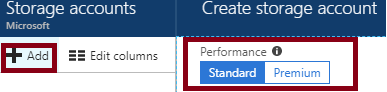 Storage accounts
Microsoft
Add
Edit columns
Create storage account
Performance
Standard
Premium